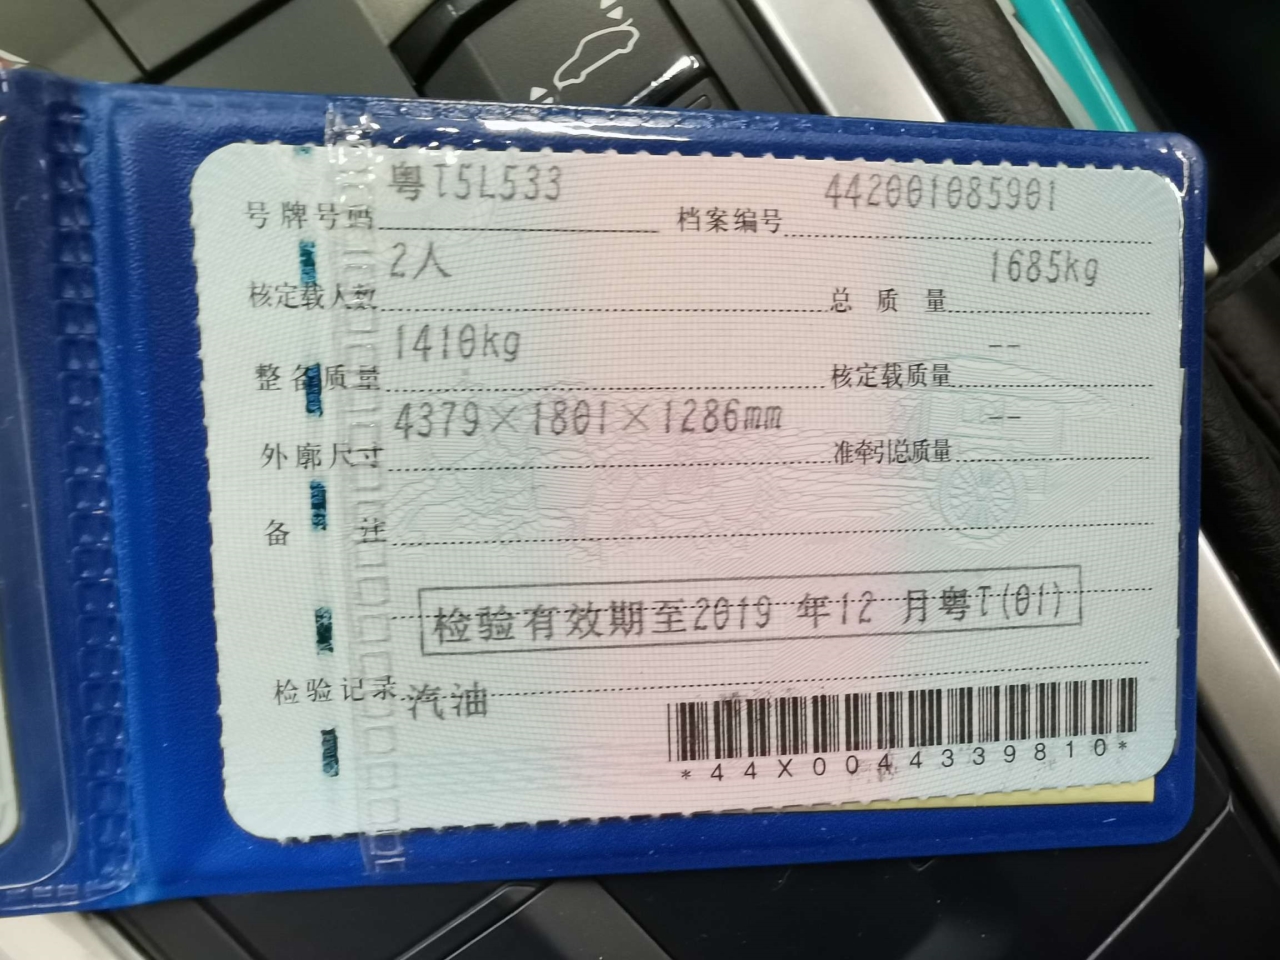 号牌号码 粤T5L533 档案编号 442001085901
核定载人数 2人 总质量 1685kg
整备质量 1410kg 核定载质量 --
外廓尺寸 4379×1801×1286mm 准牵引总质量 --
备注
检验有效期至2019 年12 月粤T(01)
检验记录 汽油
*44X0044339810*